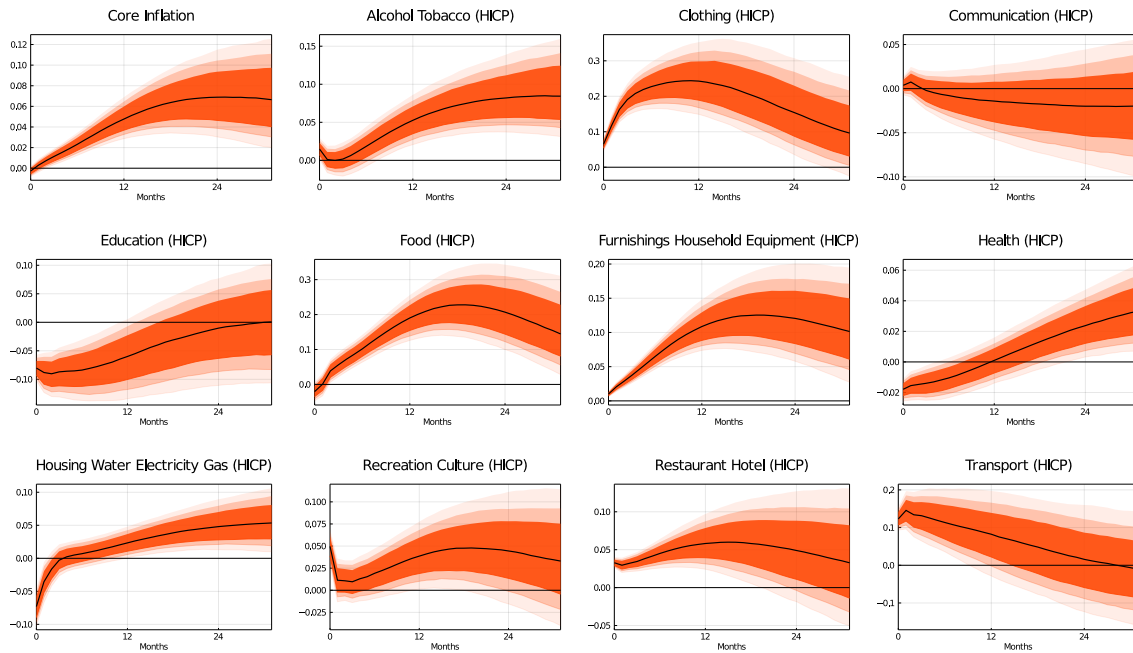 Core Inflation
Alcohol Tobacco (HICP)
Clothing (HICP)
Communication (HICP)
0.12
0.10
0.08
0.06
0.04
0.02
0.00
0 12 24
Months
0.15
0.10
0.05
0.00
0 12 24
Months
0.3
0.2
0.1
0.0
0 12 24
Months
0.05
0.00
−0.05
−0.10
0 12 24
Months
Education (HICP)
Food (HICP)
Furnishings Household Equipment (HICP)
Health (HICP)
0.10
0.05
0.00
−0.05
−0.10
0 12 24
Months
0.3
0.2
0.1
0.0
0 12 24
Months
0.20
0.15
0.10
0.05
0.00
0 12 24
Months
0.06
0.04
0.02
0.00
−0.02
0 12 24
Months
Housing Water Electricity Gas (HICP)
Recreation Culture (HICP)
Restaurant Hotel (HICP)
Transport (HICP)
0.10
0.05
0.00
−0.05
−0.10
0 12 24
Months
0.100
0.075
0.050
0.025
0.000
−0.025
0 12 24
Months
0.10
0.05
0.00
−0.05
0 12 24
Months
0.2
0.1
0.0
−0.1
0 12 24
Months